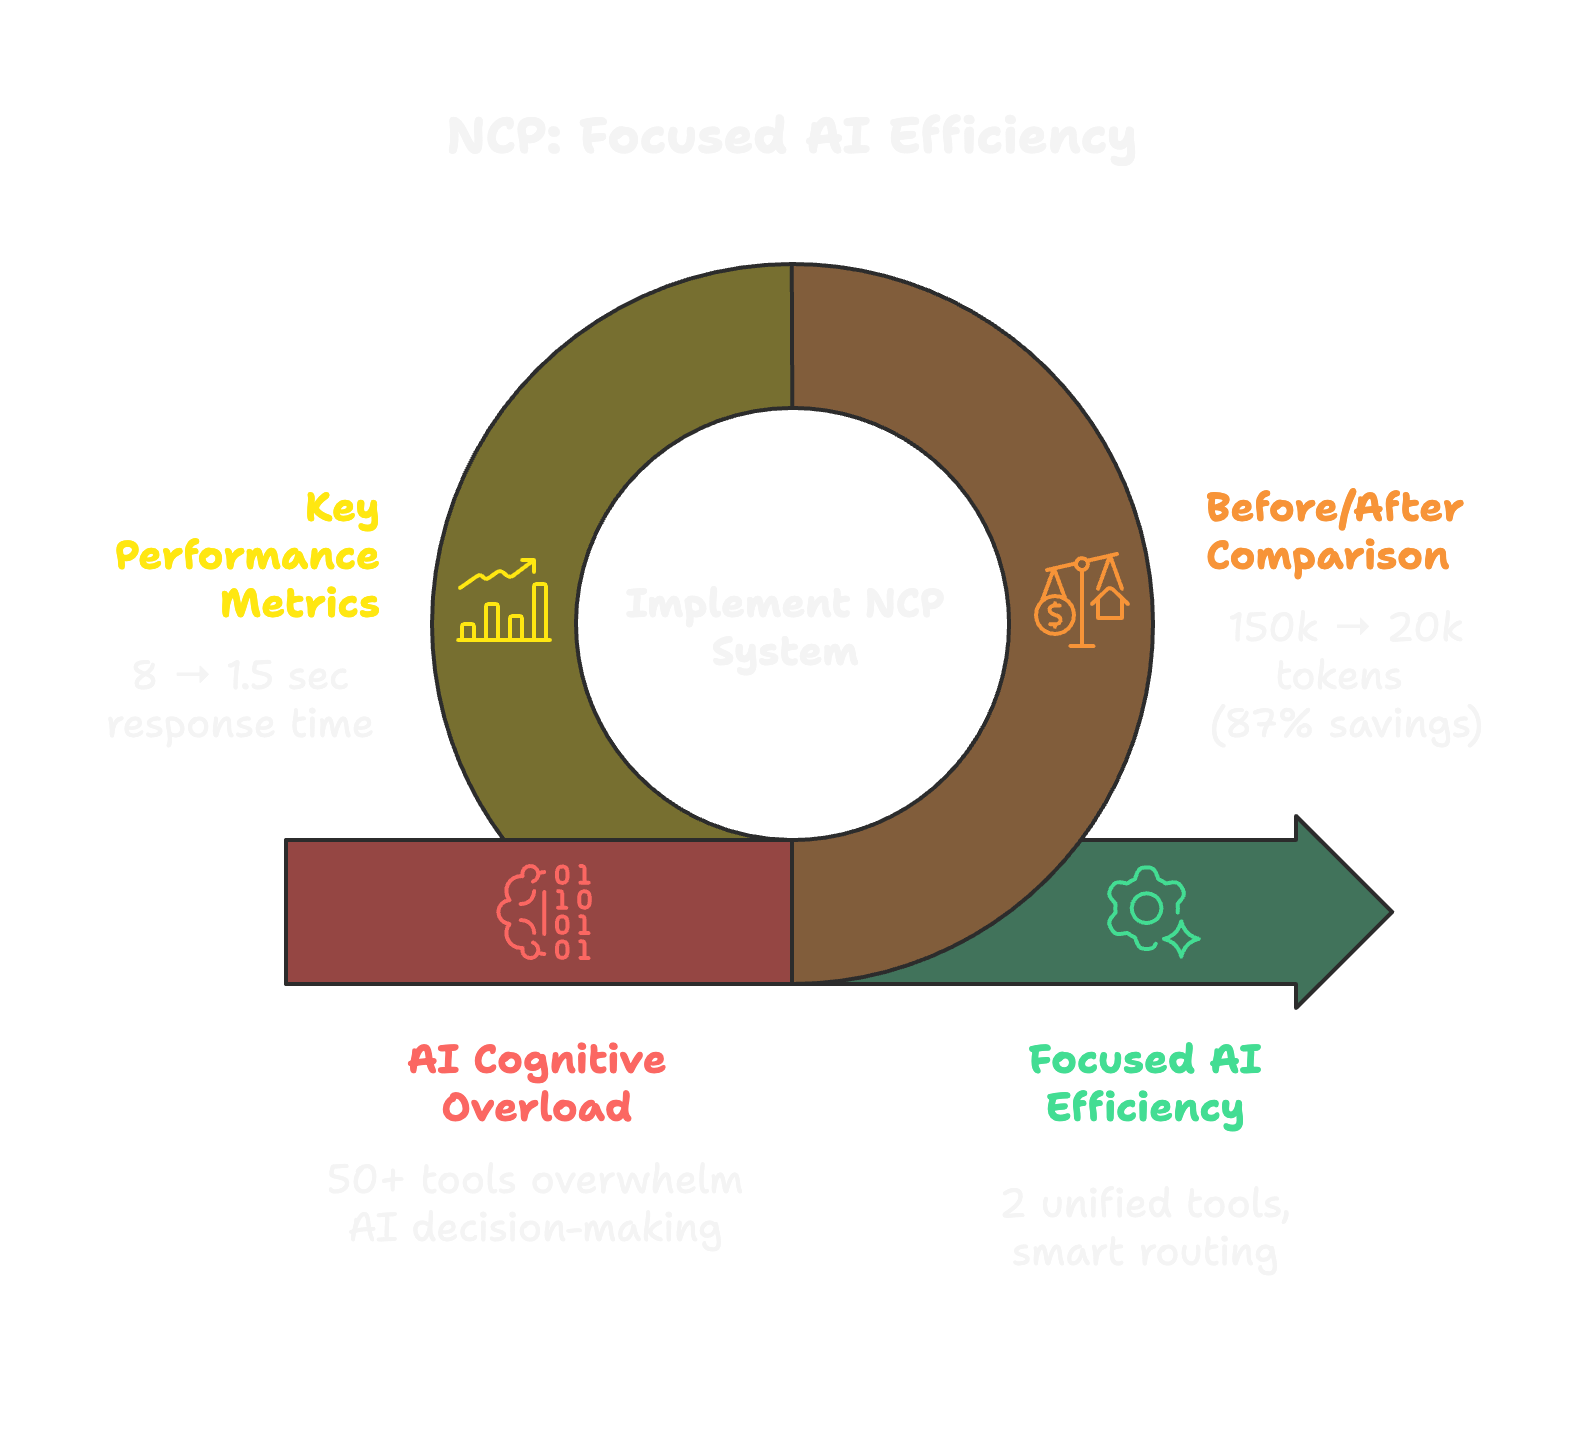 NCP: Focused AI Efficiency
Key
Performance
Metrics
8 → 1.5 sec
response time
Implement NCP
System
Before/After
Comparison
150k → 20k
tokens
(87% savings)
$
01
10
01
01
AI Cognitive
Overload
50+ tools overwhelm
AI decision-making
Focused AI
Efficiency
2 unified tools,
smart routing